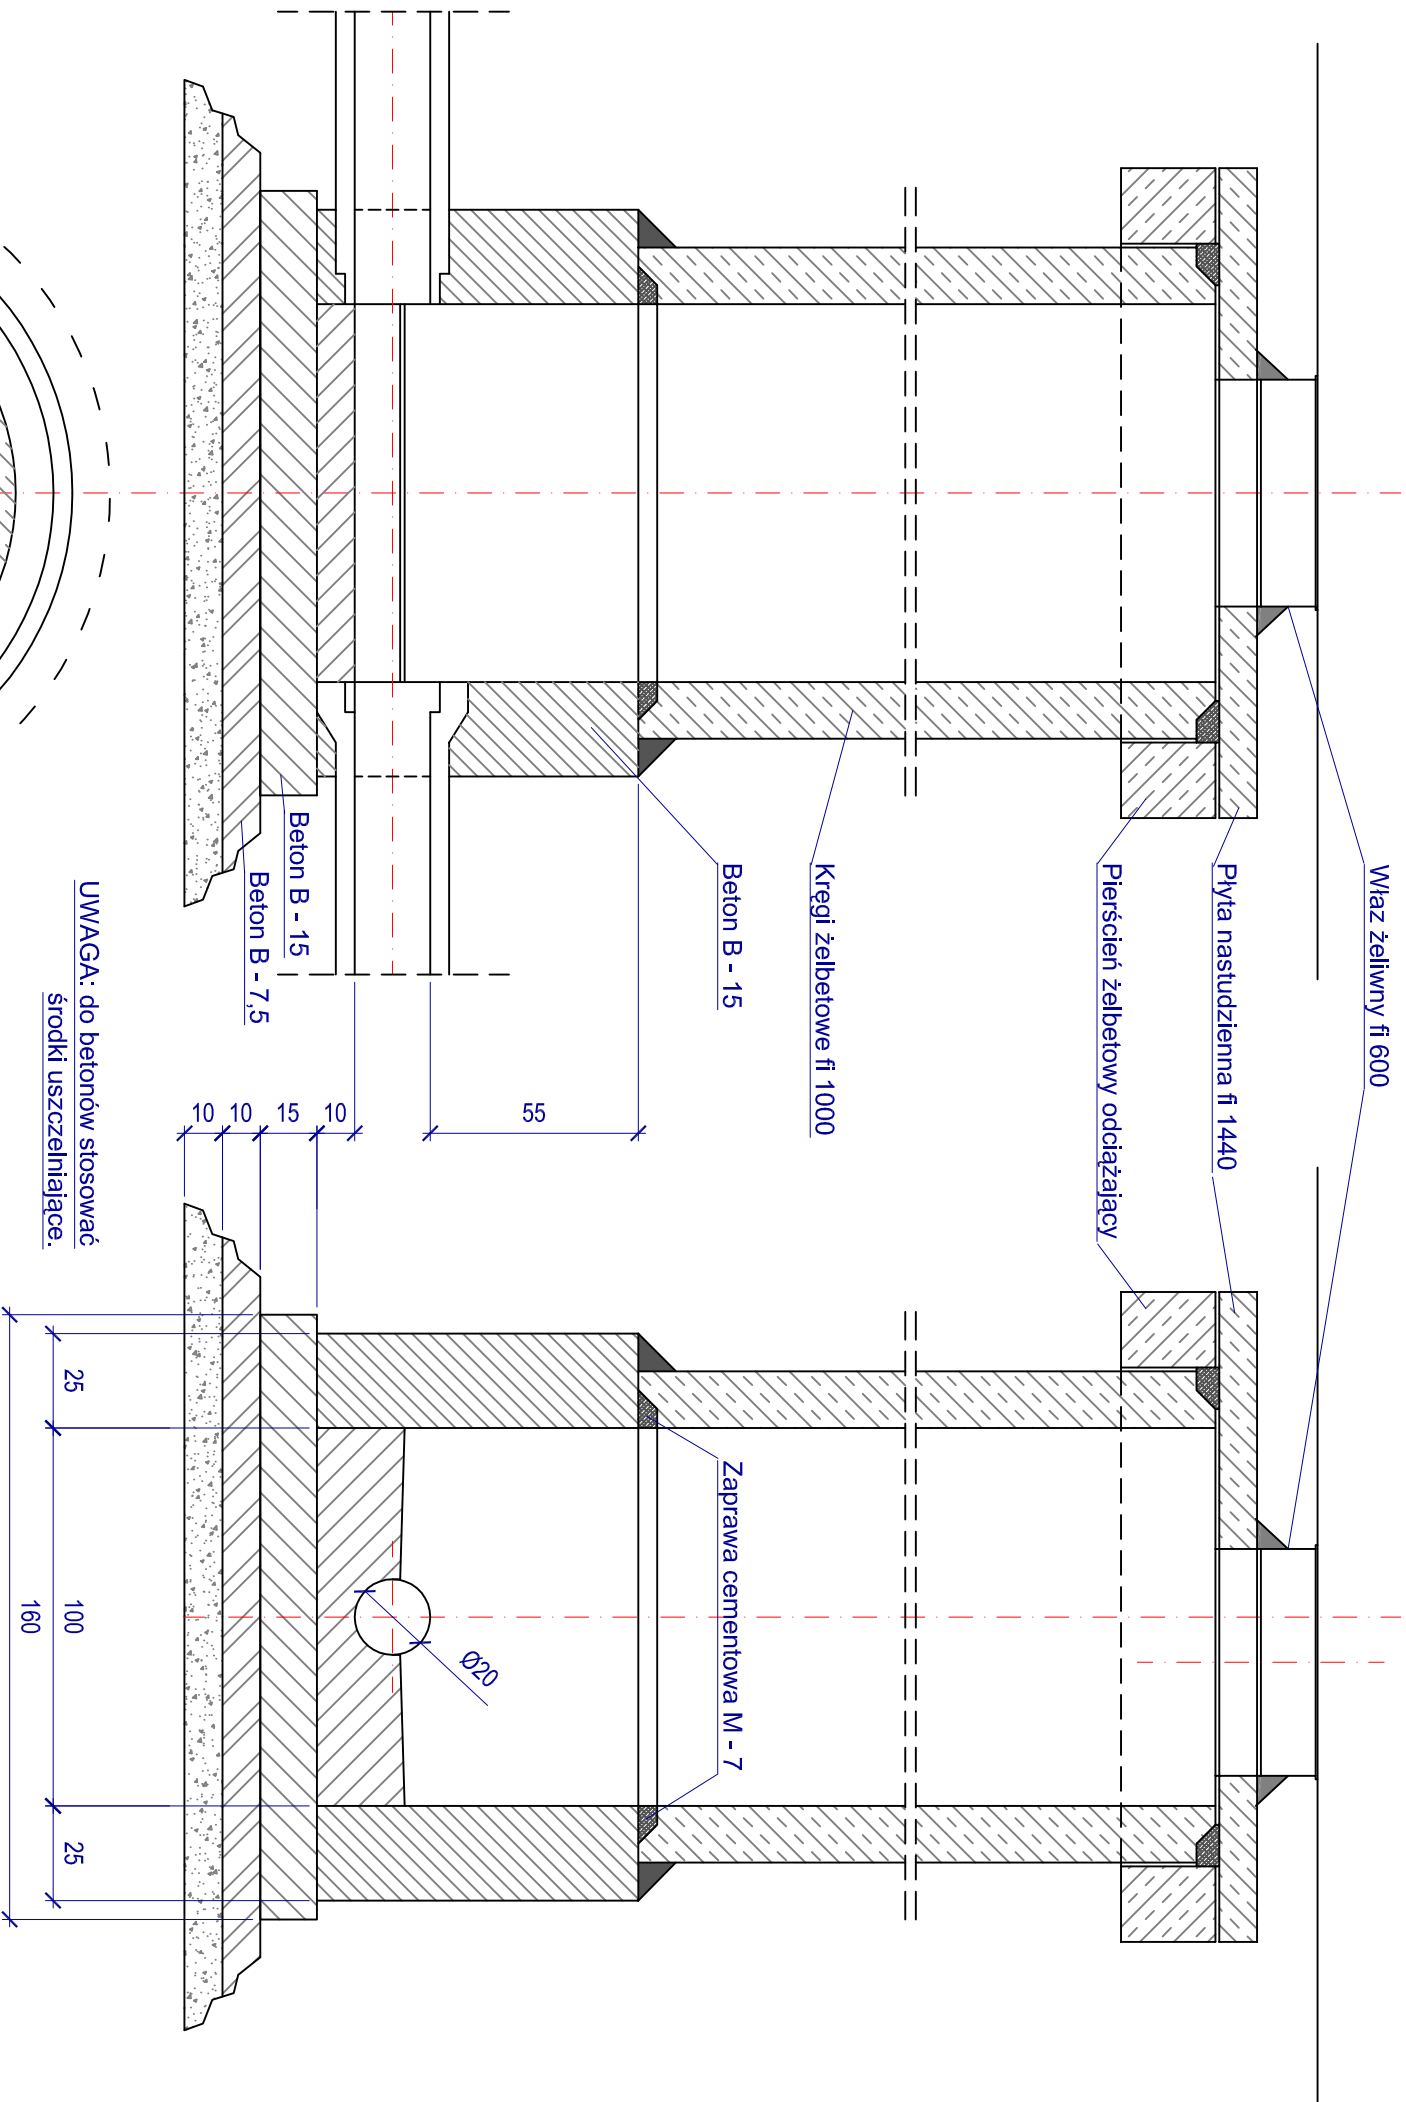 Właz żeliwny fi 600
Płyta nastudzienna fi 1440
Pierścień żelbetowy odciążający
Kręgi żelbetowe fi 1000
Beton B - 15
Zaprawa cementowa M - 7
55
Ø20
10
15
10
10
Beton B - 15
Beton B - 7,5
UWAGA: do betonów stosować
środki uszczelniające.
25
100
25
160